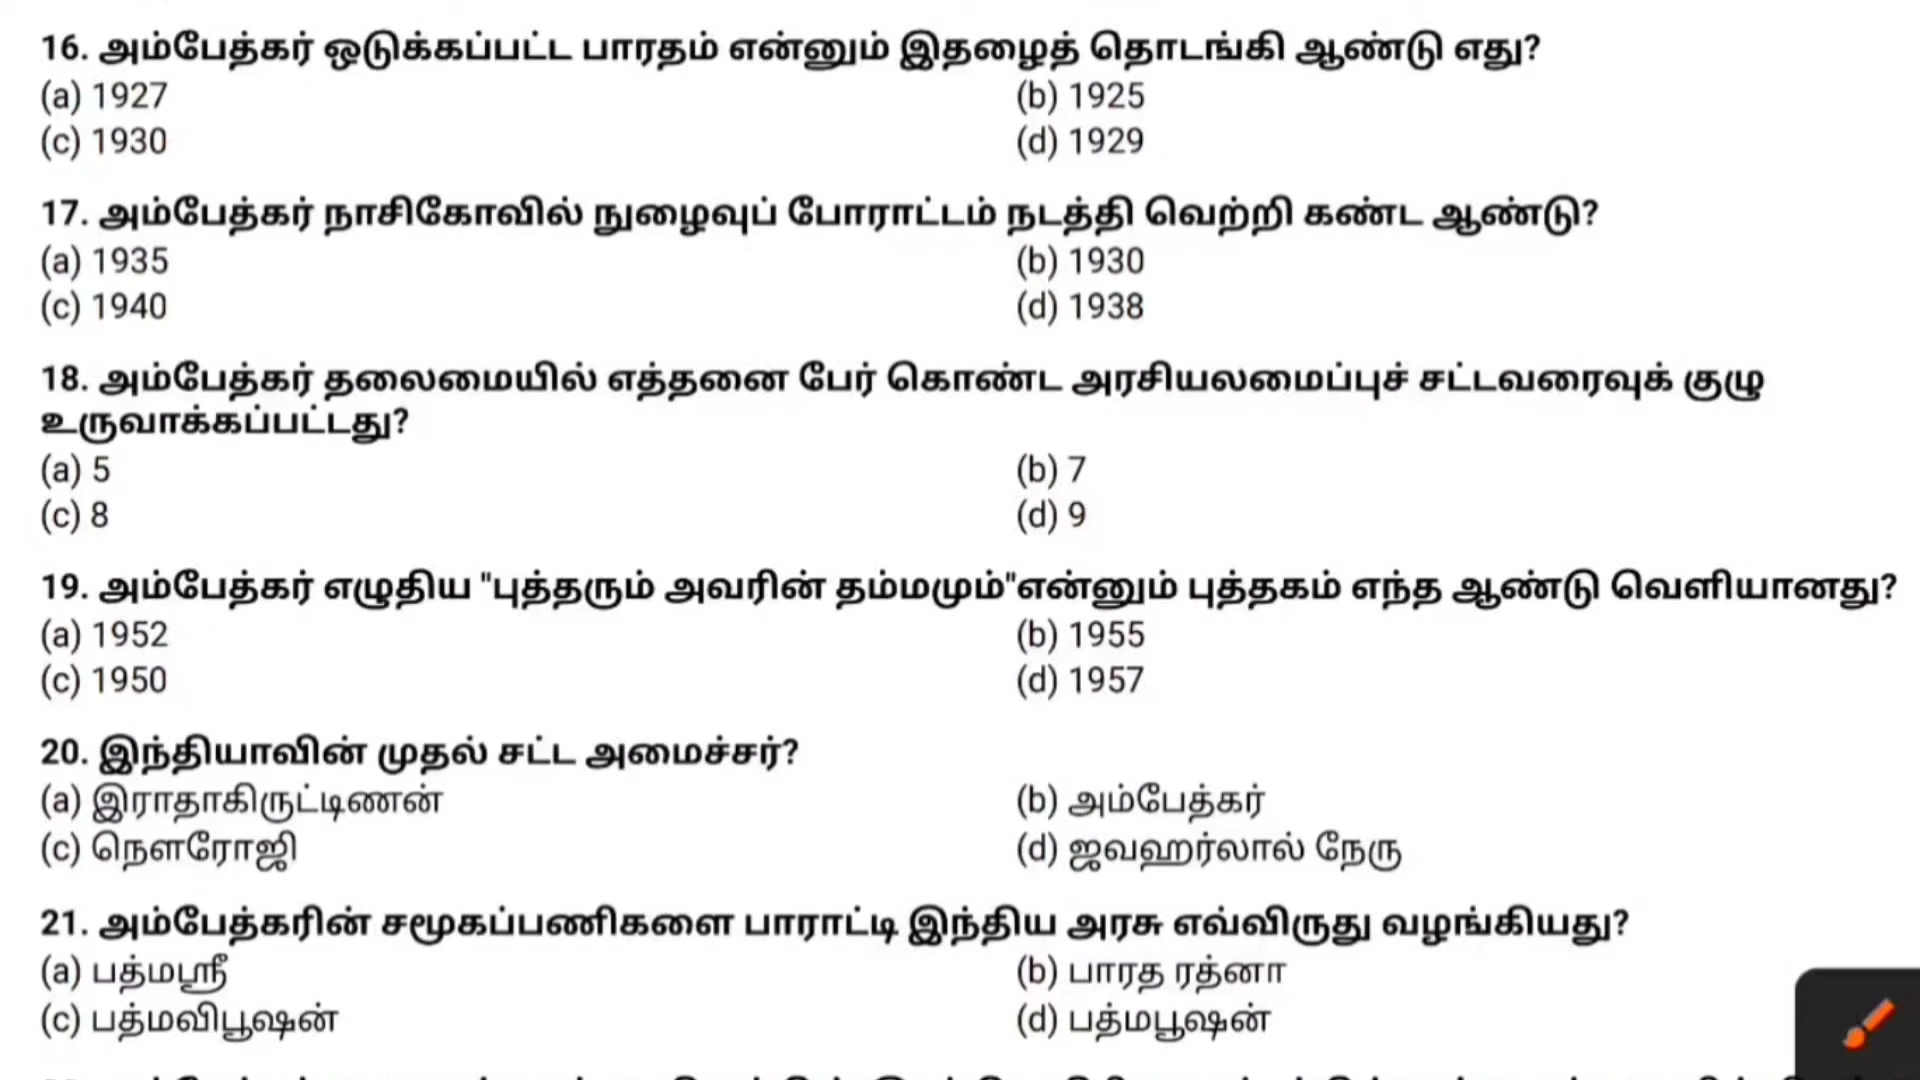 16. அம்பேத்கர் ஒடுக்கப்பட்ட பாரதம் என்னும் இதழைத் தொடங்கி ஆண்டு எது?
(a) 1927 (b) 1925
(c) 1930 (d) 1929
17. அம்பேத்கர் நாசிகோவில் நுழைவுப் போராட்டம் நடத்தி வெற்றி கண்ட ஆண்டு?
(a) 1935 (b) 1930
(c) 1940 (d) 1938
18. அம்பேத்கர் தலைமையில் எத்தனை பேர் கொண்ட அரசியலமைப்புச் சட்டவரைவுக் குழு
உருவாக்கப்பட்டது?
(a) 5 (b) 7
(c) 8 (d) 9
19. அம்பேத்கர் எழுதிய "புத்தரும் அவரின் தம்மமும்"என்னும் புத்தகம் எந்த ஆண்டு வெளியானது?
(a) 1952 (b) 1955
(c) 1950 (d) 1957
20. இந்தியாவின் முதல் சட்ட அமைச்சர்?
(a) இராதாகிருட்டிணன் (b) அம்பேத்கர்
(c) நௌரோஜி (d) ஜவஹர்லால் நேரு
21. அம்பேத்கரின் சமூகப்பணிகளை பாராட்டி இந்திய அரசு எவ்விருது வழங்கியது?
(a) பத்மஸ்ரீ (b) பாரத ரத்னா
(c) பத்மவிபூஷன் (d) பத்மபூஷன்